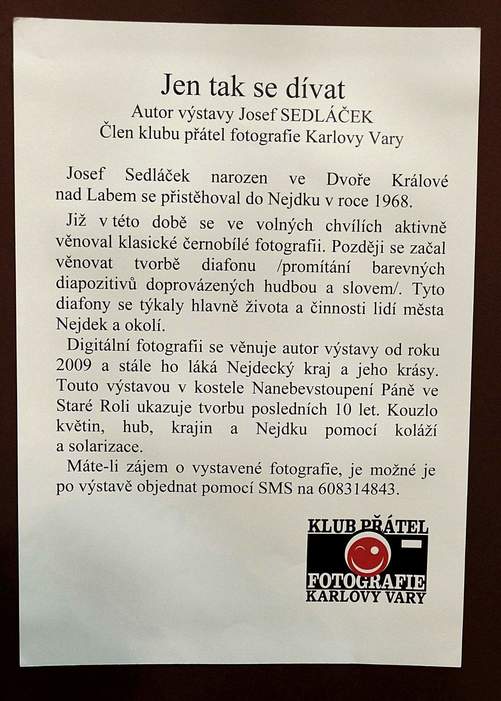 Jen tak se dívat
Autor výstavy Josef SEDLÁČEK
Člen klubu přátel fotografie Karlovy Vary
Josef Sedláček narozen ve Dvoře Králové
nad Labem se přistěhoval do Nejdku v roce 1968.
Již v této době se ve volných chvílích aktivně
věnoval klasické černobílé fotografii. Později se začal
věnovat tvorbě diafonu /promítání barevných
diapozitivů doprovázených hudbou a slovem/. Tyto
diafony se týkaly hlavně života a činnosti lidí města
Nejdek a okolí.
Digitální fotografii se věnuje autor výstavy od roku
2009 a stále ho láká Nejdecký kraj a jeho krásy.
Touto výstavou v kostele Nanebevstoupení Páně ve
Staré Roli ukazuje tvorbu posledních 10 let. Kouzlo
květin, hub, krajin a Nejdku pomocí koláží
a solarizace.
Máte-li zájem o vystavené fotografie, je možné je
po výstavě objednat pomocí SMS na 608314843.
KLUB PŘÁTEL
FOTOGRAFIE
KARLOVY VARY